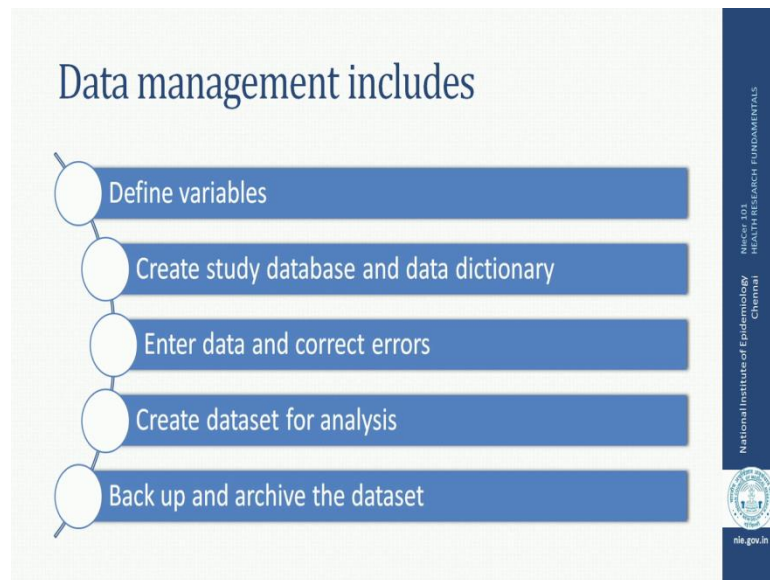 Data management includes
Define variables
Create study database and data dictionary
Enter data and correct errors
Create dataset for analysis
Back up and archive the dataset
NIeCer 101
HEALTH RESEARCH FUNDAMENTALS
National Institute of Epidemiology
Chennai
nie.gov.in